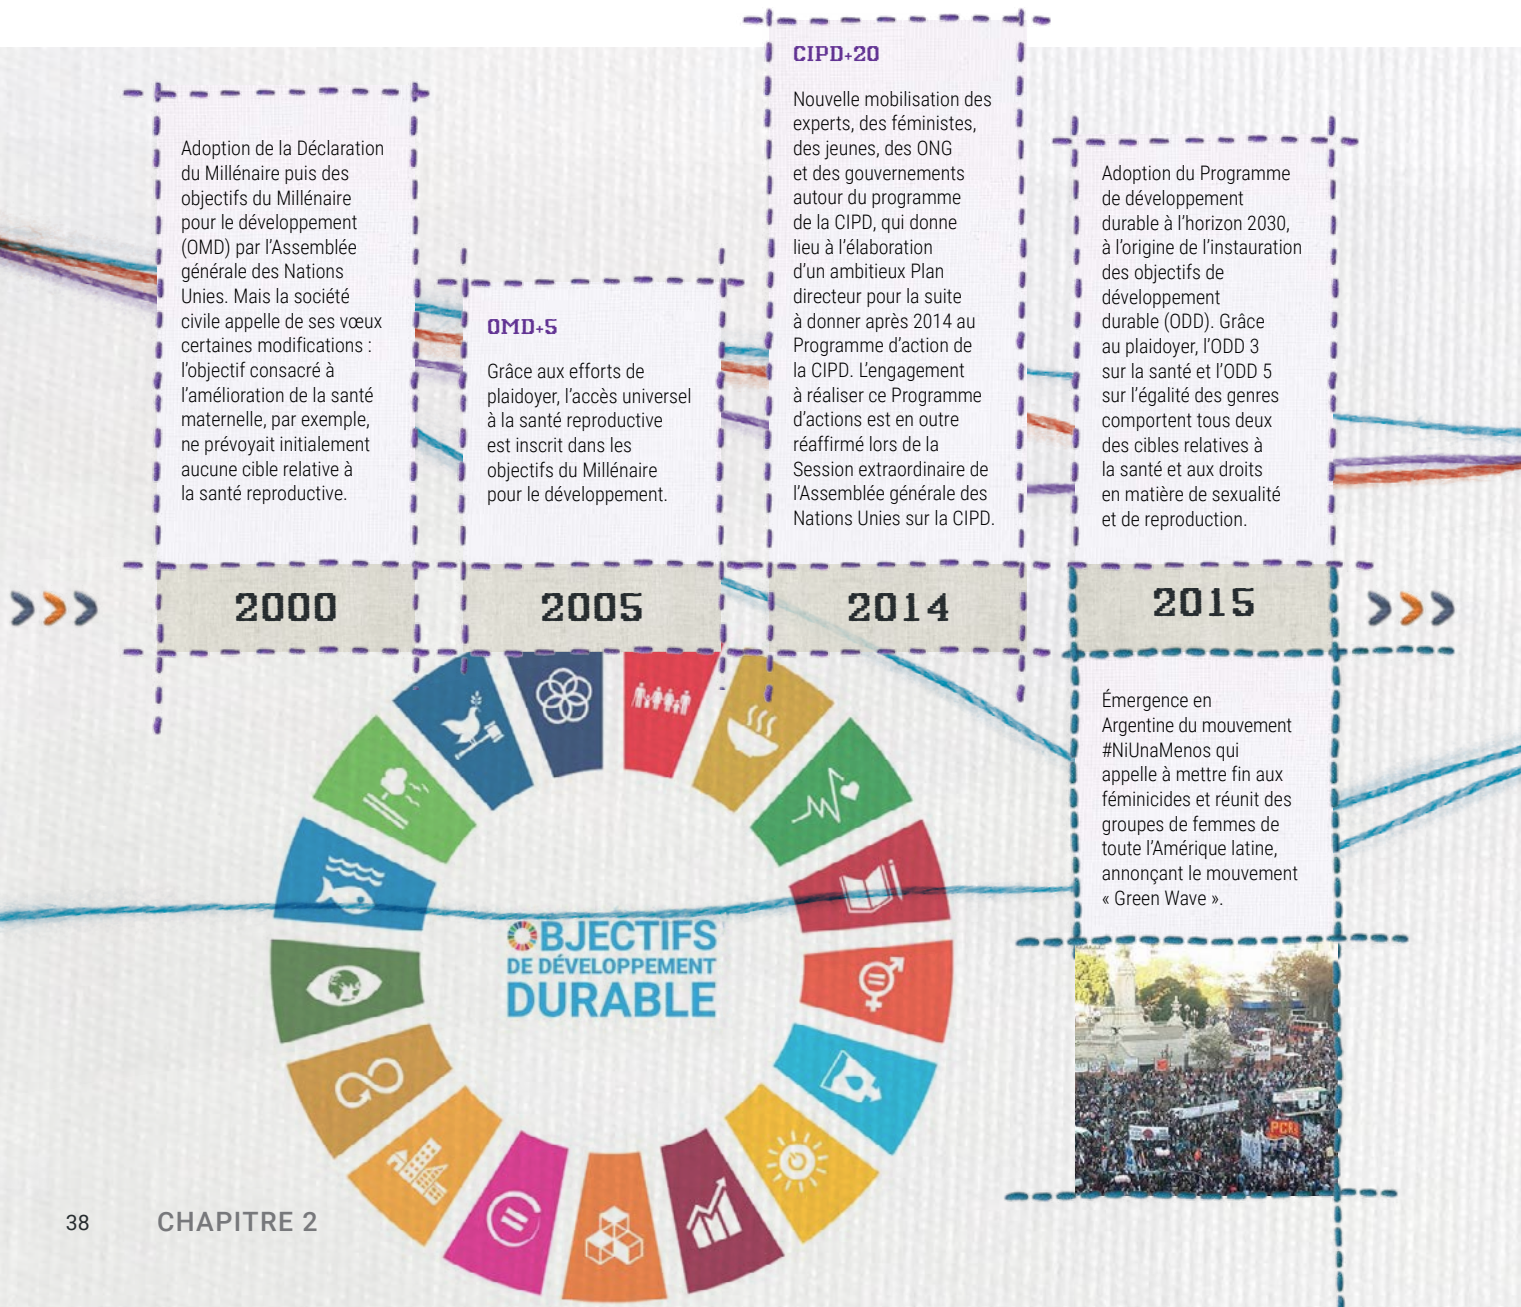 Adoption de la Déclaration
du Millénaire puis des
objectifs du Millénaire
pour le développement
(OMD) par l'Assemblée
générale des Nations
Unies. Mais la société
civile appelle de ses vœux
certaines modifications :
l'objectif consacré à
l'amélioration de la santé
maternelle, par exemple,
ne prévoyait initialement
aucune cible relative à
la santé reproductive.
2000
OMD+5
Grâce aux efforts de
plaidoyer, l'accès universel
à la santé reproductive
est inscrit dans les
objectifs du Millénaire
pour le développement.
2005
CIPD+20
Nouvelle mobilisation des
experts, des féministes,
des jeunes, des ONG
et des gouvernements
autour du programme
de la CIPD, qui donne
lieu à l'élaboration
d'un ambitieux Plan
directeur pour la suite
à donner après 2014 au
Programme d'action de
la CIPD. L'engagement
à réaliser ce Programme
d'actions est en outre
réaffirmé lors de la
Session extraordinaire de
l'Assemblée générale des
Nations Unies sur la CIPD.
2014
Adoption du Programme
de développement
durable à l'horizon 2030,
à l'origine de l'instauration
des objectifs de
développement
durable (ODD). Grâce
au plaidoyer, l'ODD 3
sur la santé et l'ODD 5
sur l'égalité des genres
comportent tous deux
des cibles relatives à
la santé et aux droits
en matière de sexualité
et de reproduction.
2015
Émergence en
Argentine du mouvement
#NiUnaMenos qui
appelle à mettre fin aux
féminicides et réunit des
groupes de femmes de
toute l'Amérique latine,
annonçant le mouvement
« Green Wave ».
OBJECTIFS
DE DÉVELOPPEMENT
DURABLE
PCR
38 CHAPITRE 2